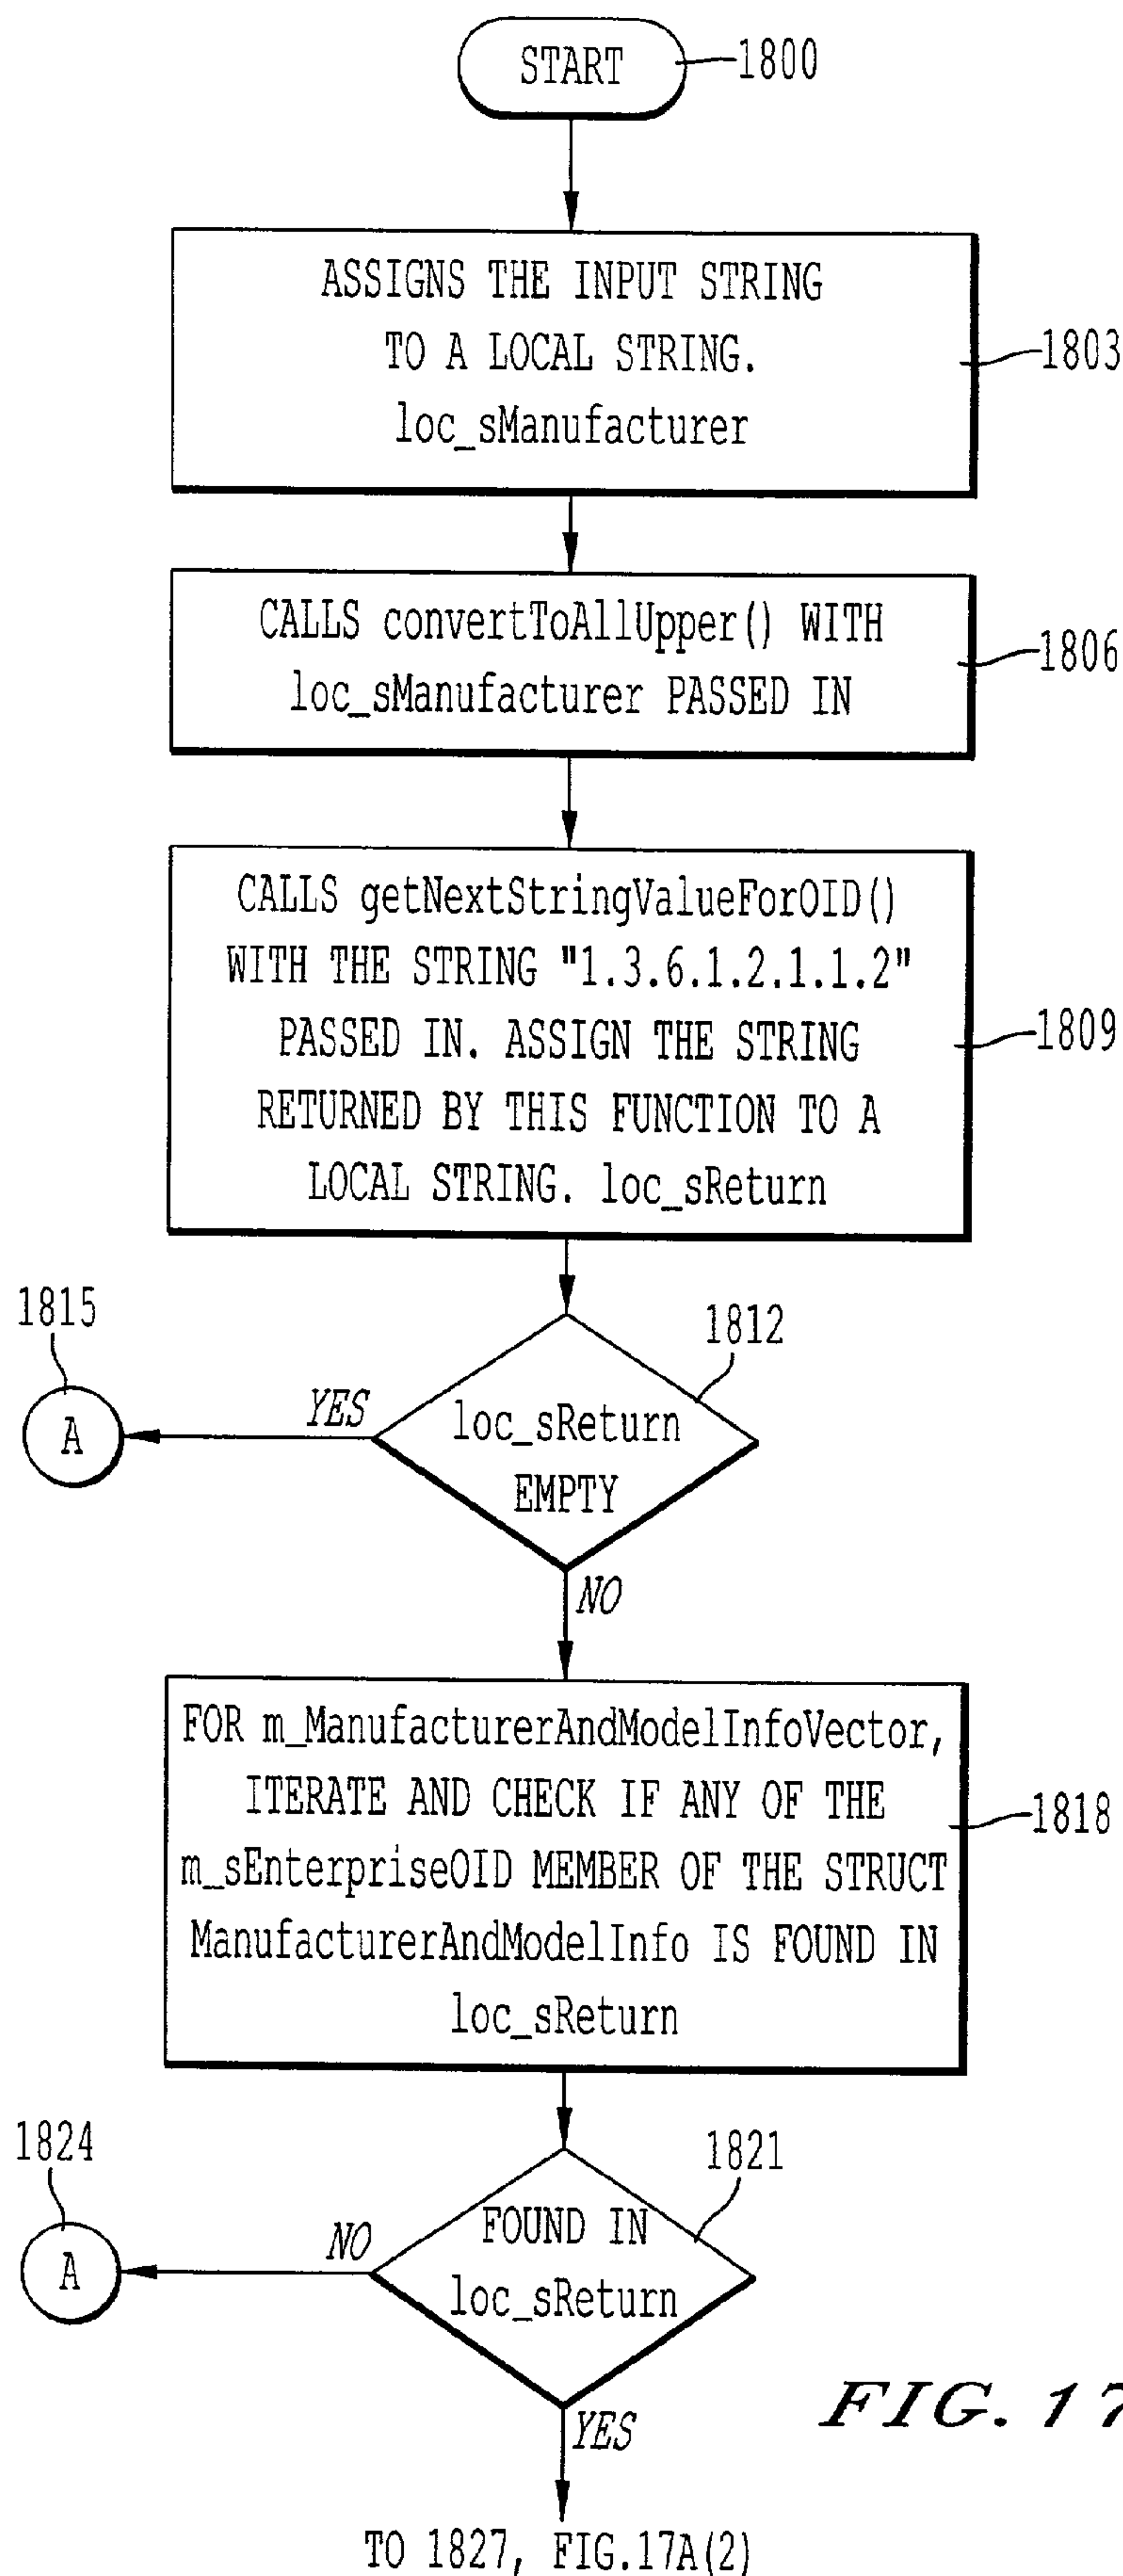 START
1800
ASSIGNS THE INPUT STRING
TO A LOCAL STRING.
loc_sManufacturer
1803
CALLS convertToAllUpper() WITH
loc_sManufacturer PASSED IN
1806
CALLS getNextStringValueForOID()
WITH THE STRING "1.3.6.1.2.1.1.2"
PASSED IN. ASSIGN THE STRING
RETURNED BY THIS FUNCTION TO A
LOCAL STRING. loc_sReturn
1809
1815
A
YES
1812
loc_sReturn
EMPTY
NO
FOR m_ManufacturerAndModelInfoVector,
ITERATE AND CHECK IF ANY OF THE
m_sEnterpriseOID MEMBER OF THE STRUCT
ManufacturerAndModelInfo IS FOUND IN
loc_sReturn
1818
1824
A
NO
1821
FOUND IN
loc_sReturn
YES
FIG. 17
TO 1827, FIG.17A(2)